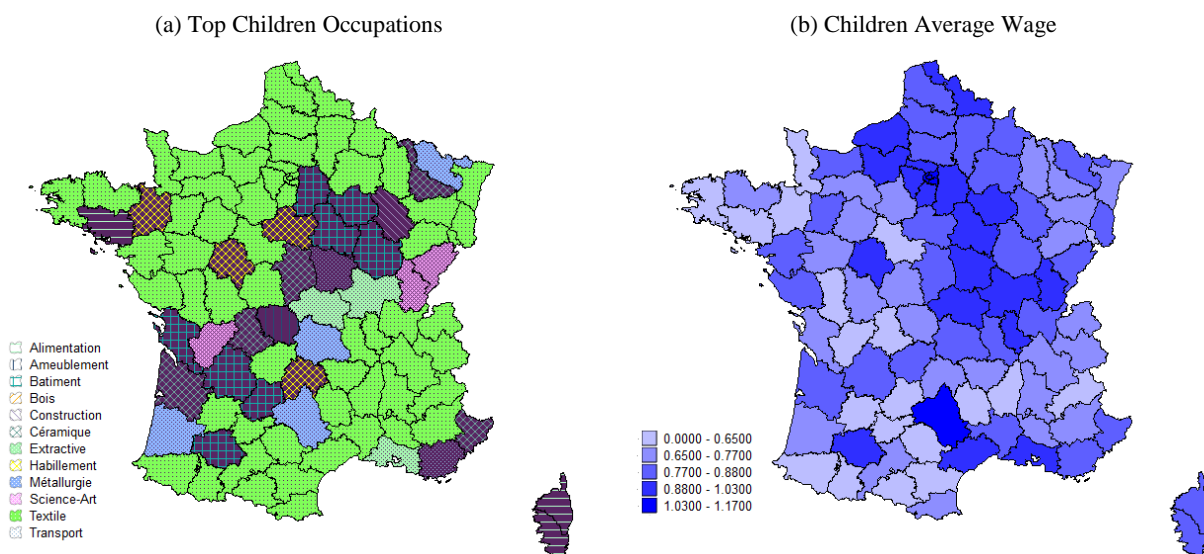 (a) Top Children Occupations
(b) Children Average Wage
Alimentation
Ameublement
Batiment
Bois
Construction
Céramique
Extractive
Habillement
Métallurgie
Science-Art
Textile
Transport
0.0000 - 0.6500
0.6500 - 0.7700
0.7700 - 0.8800
0.8800 - 1.0300
1.0300 - 1.1700